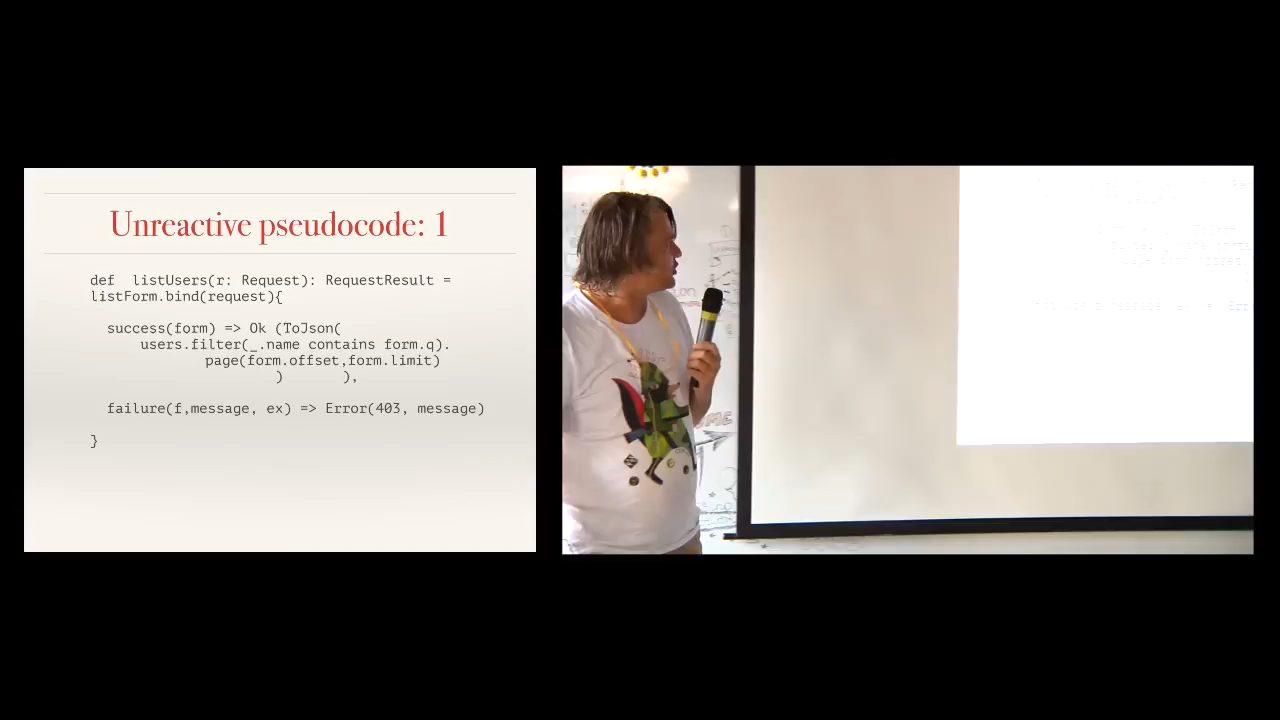 Unreactive pseudocode: 1
def  listUsers(r: Request): RequestResult =
listForm.bind(request){
success(form) => Ok (ToJson(
users.filter(_.name contains form.q).
page(form.offset,form.limit)
)       ),
failure(f,message, ex) => Error(403, message)
}